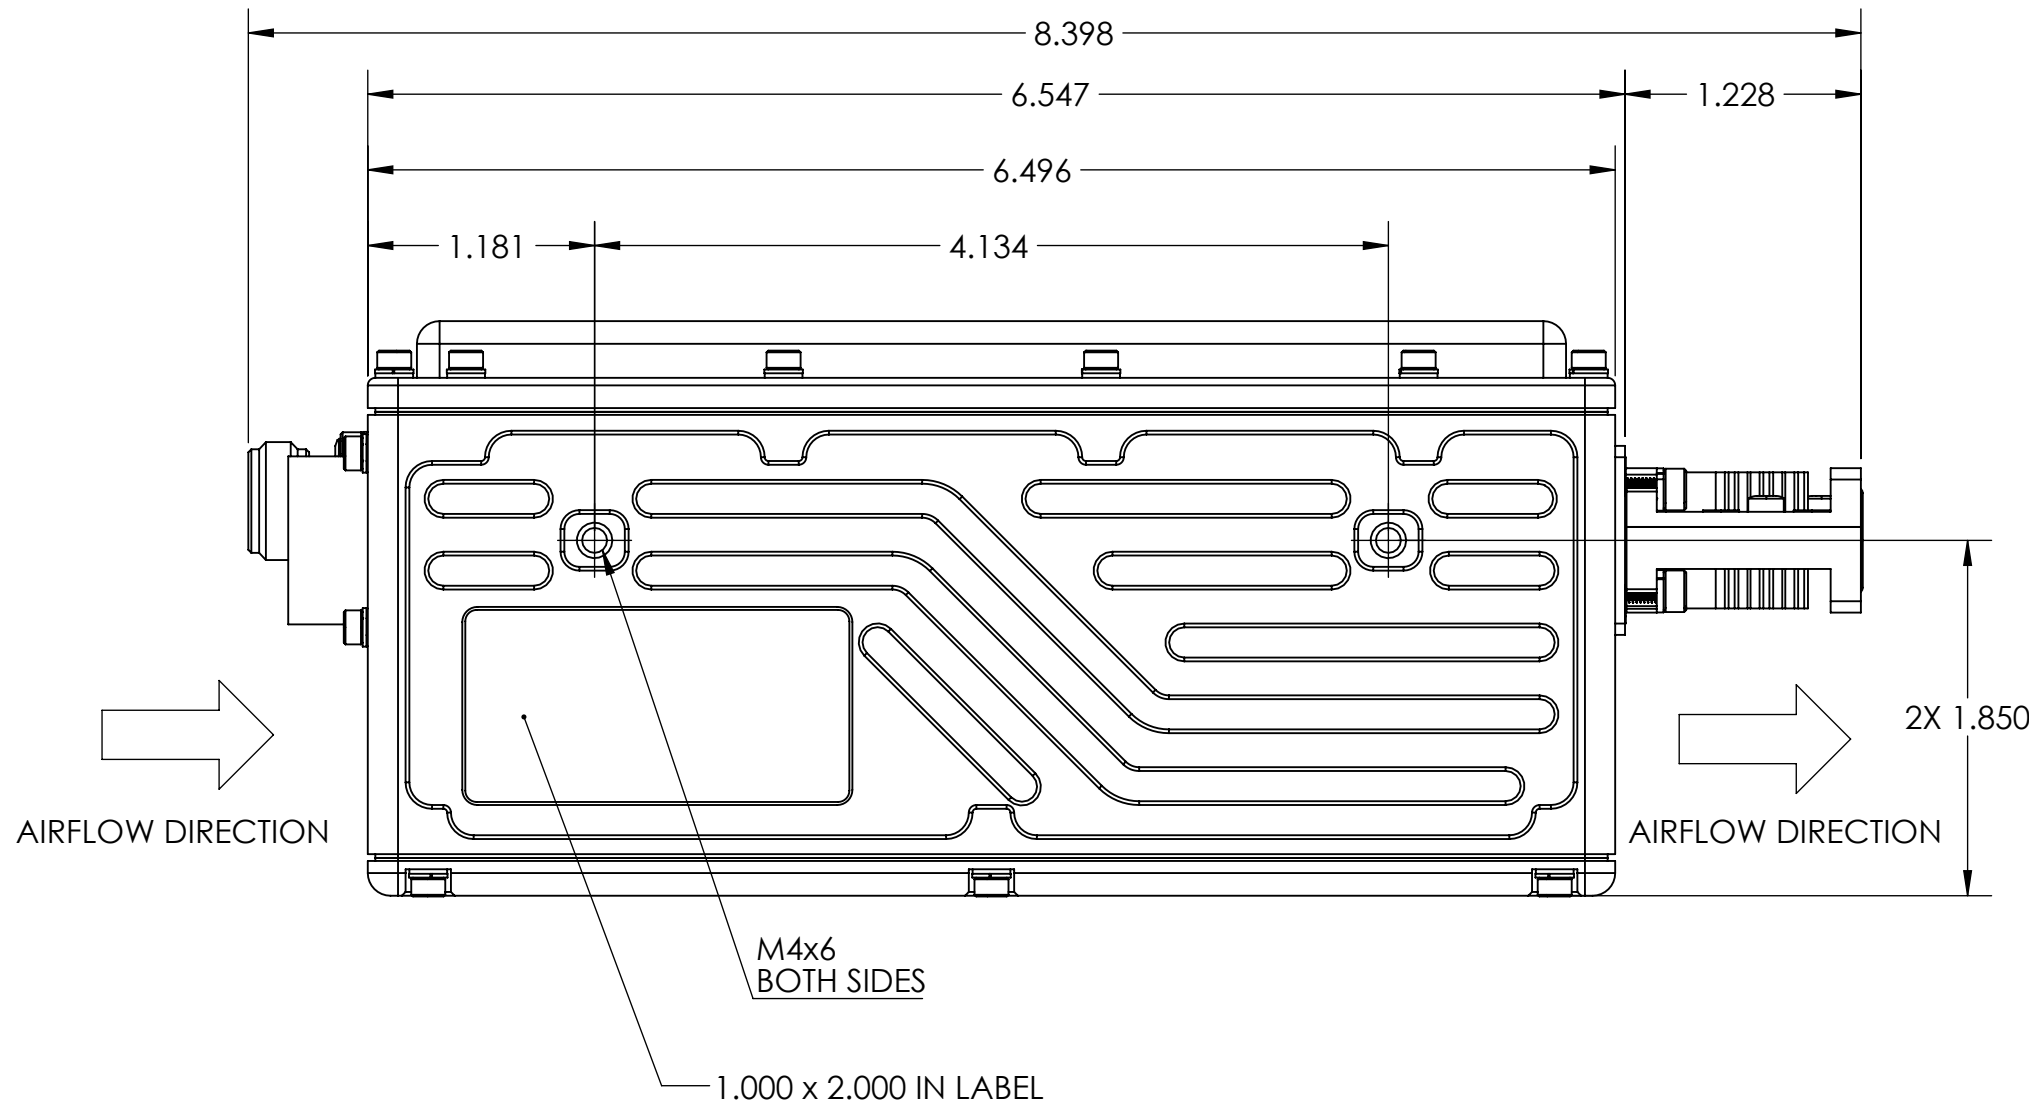 8.398
6.547
1.228
6.496
1.181
4.134
2X 1.850
AIRFLOW DIRECTION
AIRFLOW DIRECTION
M4x6
BOTH SIDES
1.000 x 2.000 IN LABEL